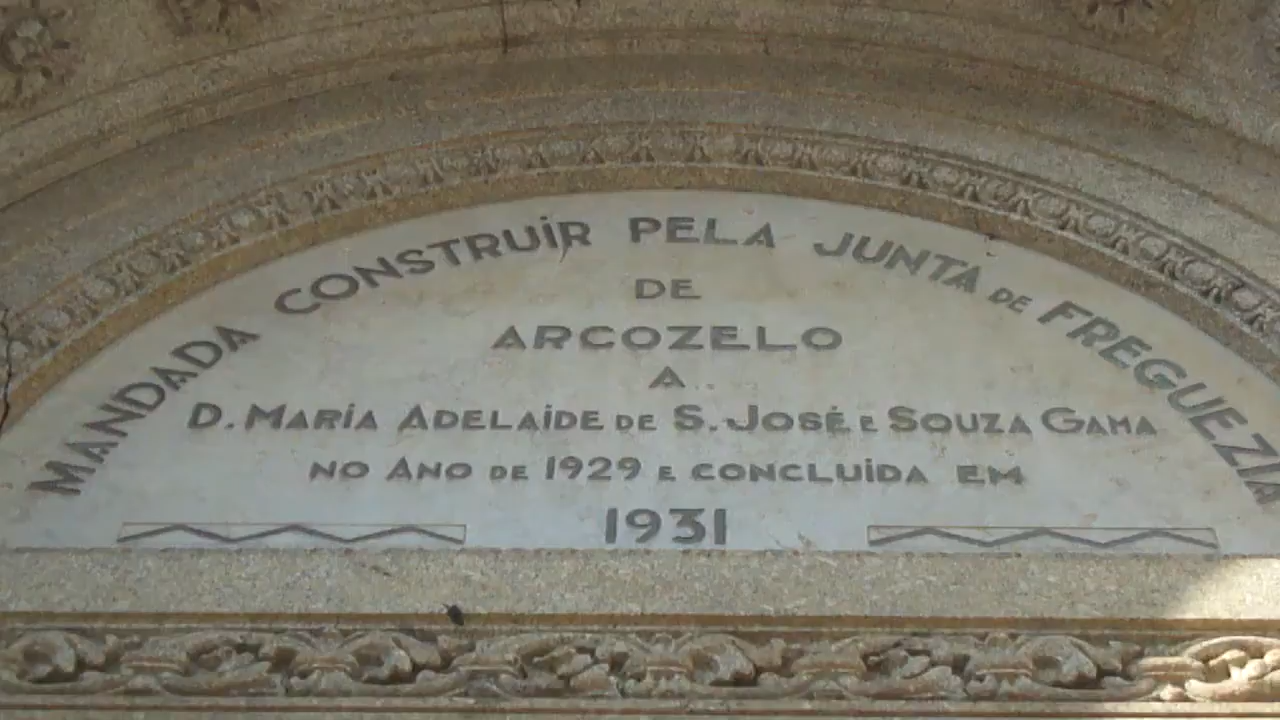 MANDADA CONSTRUIR PELA JUNTA DE FREGUEZIA
DE
ARCOZELO
A
D. MARIA ADELAIDE DE S. JOSÉ E SOUZA GAMA
NO ANO DE 1929 E CONCLUIDA EM
1931